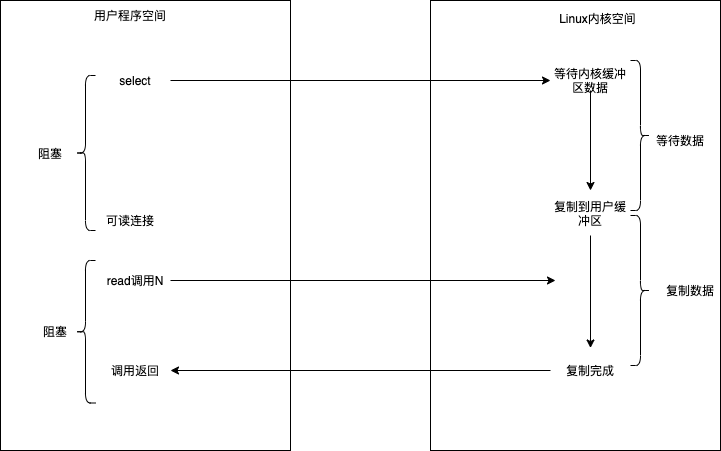 用户程序空间
Linux内核空间
select
等待内核缓冲
区数据
阻塞
等待数据
可读连接
复制到用户缓
冲区
read调用N
复制数据
阻塞
调用返回
复制完成